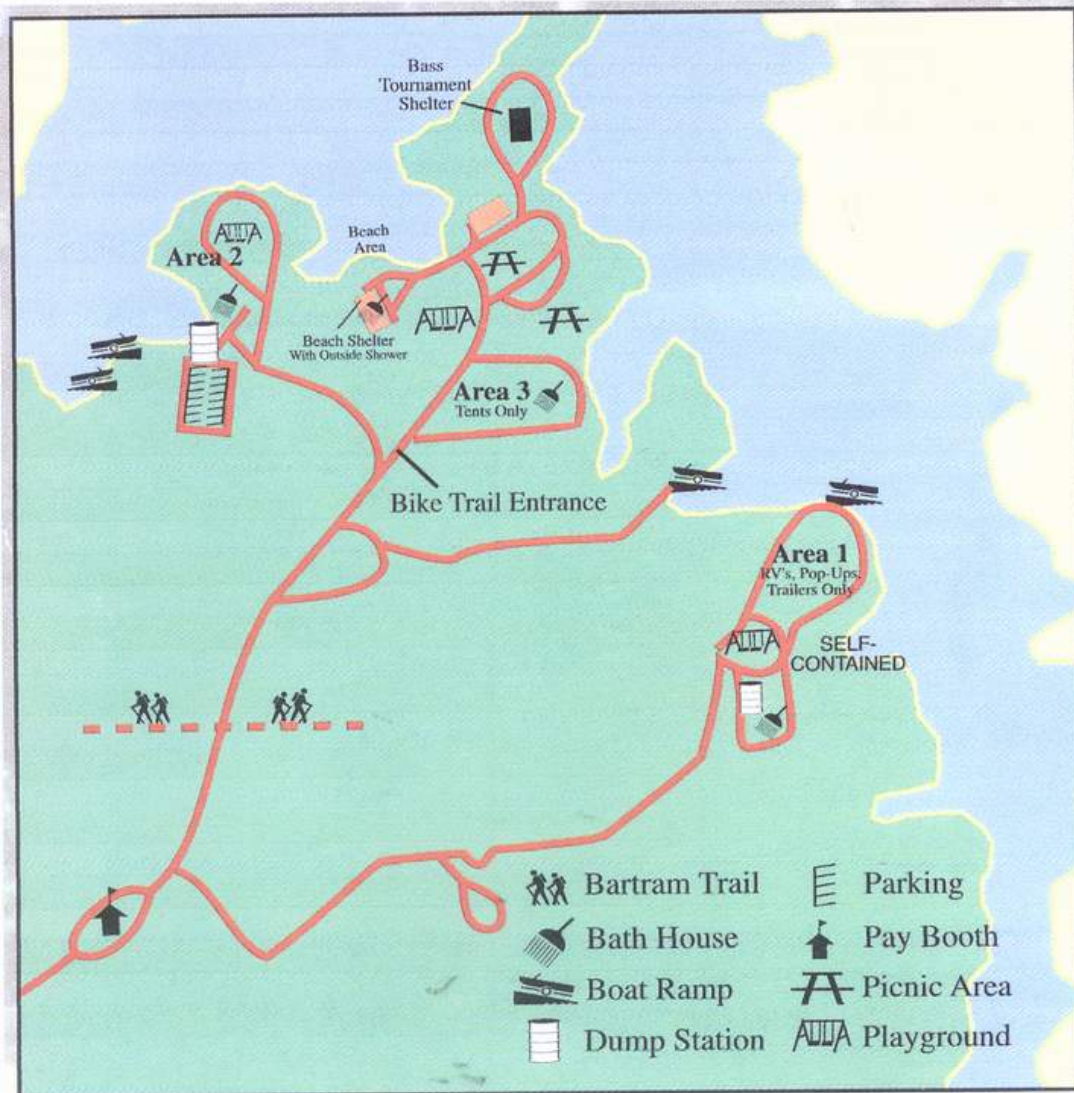 Bass
Tournament
Shelter
Beach
Area
Area 2
Beach Shelter
With Outside Shower
Area 3
Tents Only
Bike Trail Entrance
Area 1
RV's, Pop-Ups,
Trailers Only
SELF-
CONTAINED
Bartram Trail
Parking
Bath House
Pay Booth
Boat Ramp
Picnic Area
Dump Station
Playground